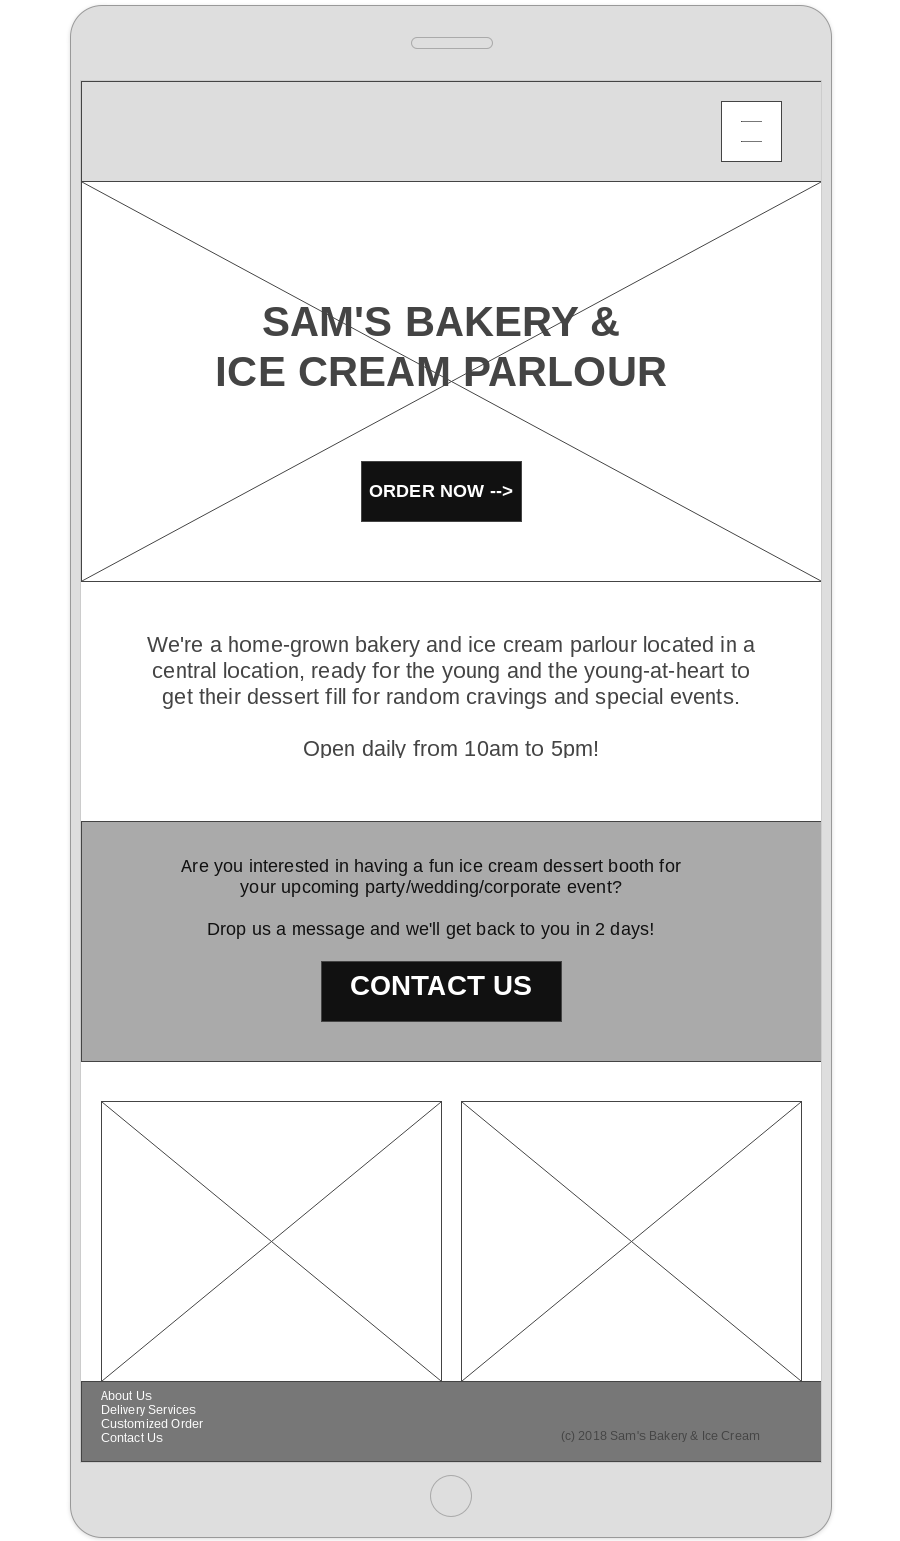 SAM'S BAKERY &
ICE CREAM PARLOUR
ORDER NOW -->
We're a home-grown bakery and ice cream parlour located in a
central location, ready for the young and the young-at-heart to
get their dessert fill for random cravings and special events.
Open daily from 10am to 5pm!
Are you interested in having a fun ice cream dessert booth for
your upcoming party/wedding/corporate event?
Drop us a message and we'll get back to you in 2 days!
CONTACT US
About Us
Delivery Services
Customized Order
Contact Us
(c) 2018 Sam's Bakery & Ice Cream